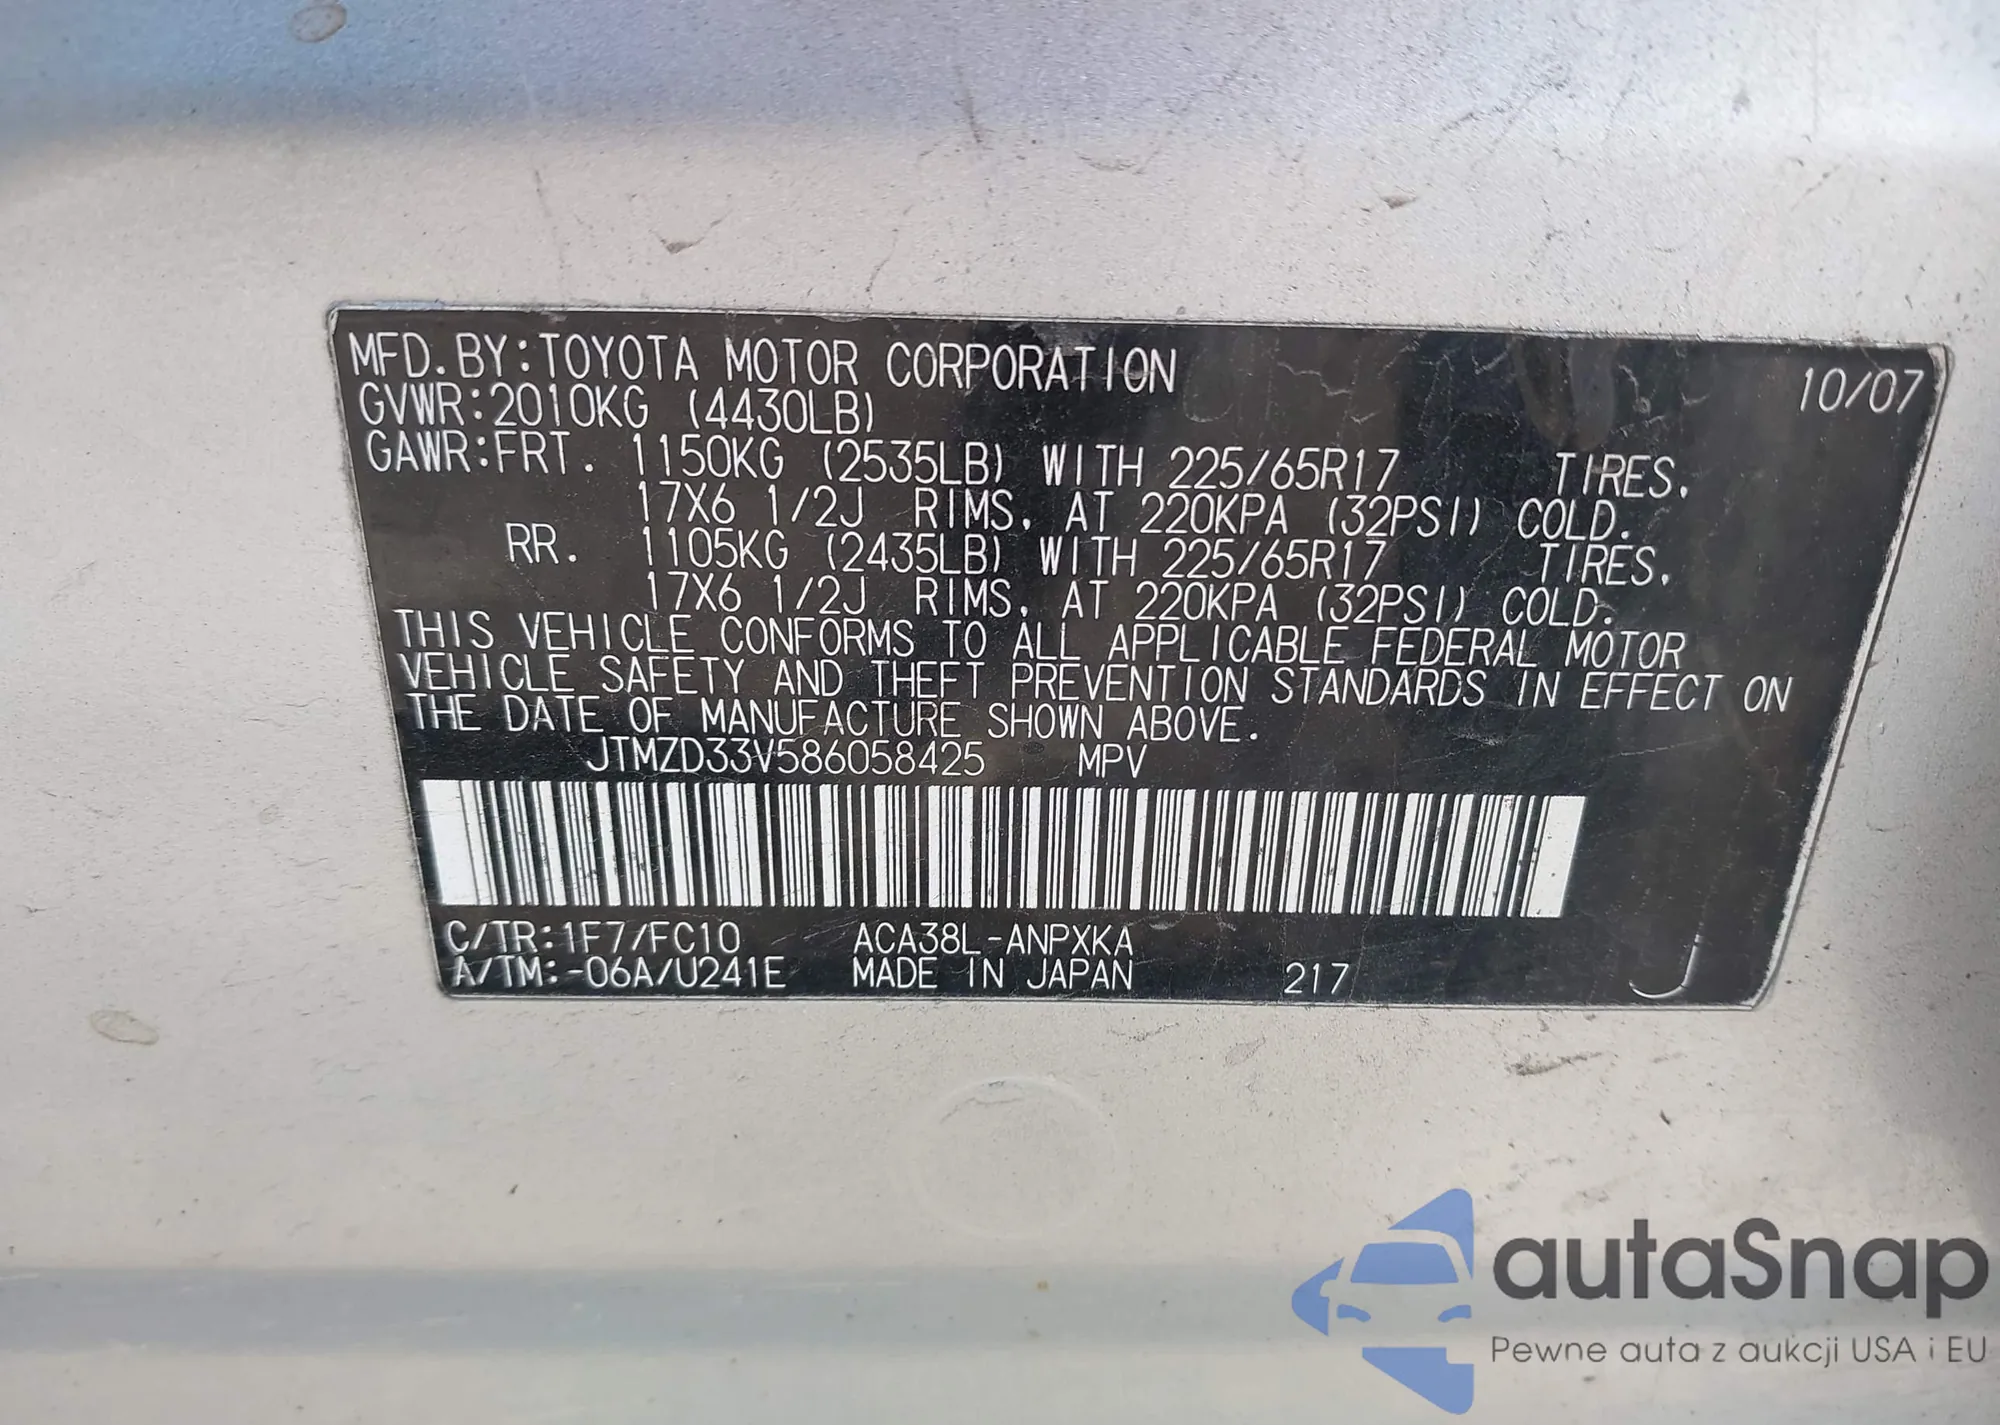 MFD. BY: TOYOTA MOTOR CORPORATION 10/07
GVWR: 2010KG (4430LB)
GAWR: FRT. 1150KG (2535LB) WITH 225/65R17 TIRES,
17X6 1/2J RIMS, AT 220KPA (32PSI) COLD.
RR. 1105KG (2435LB) WITH 225/65R17 TIRES,
17X6 1/2J RIMS, AT 220KPA (32PSI) COLD.
THIS VEHICLE CONFORMS TO ALL APPLICABLE FEDERAL MOTOR
VEHICLE SAFETY AND THEFT PREVENTION STANDARDS IN EFFECT ON
THE DATE OF MANUFACTURE SHOWN ABOVE.
JTMZD33V586058425 MPV
C/TR: 1F7/FC10 ACA38L-ANPXKA
A/TM: -06A/U241E MADE IN JAPAN 217 J
autaSnap
Pewne auta z aukcji USA i EU